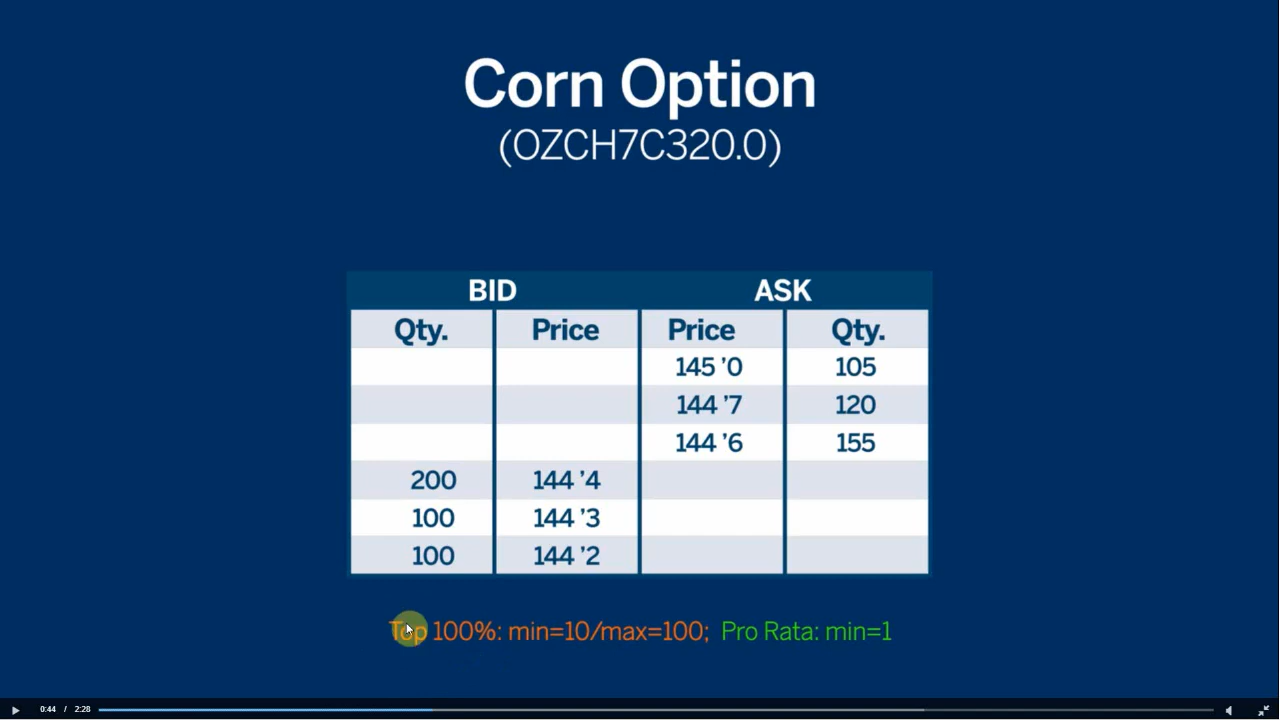 Corn Option
(OZCH7C320.0)
BID ASK
Qty. Price Price Qty.
145 '0 105
144 '7 120
144 '6 155
200 144 '4
100 144 '3
100 144 '2
Top 100%: min=10/max=100; Pro Rata: min=1
0:44 / 2:28